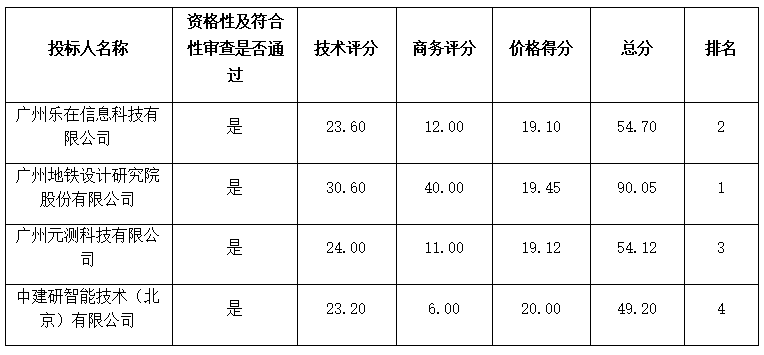 投标人名称 资格性及符合性审查是否通过 技术评分 商务评分 价格得分 总分 排名
广州乐在信息科技有限公司 是 23.60 12.00 19.10 54.70 2
广州地铁设计研究院股份有限公司 是 30.60 40.00 19.45 90.05 1
广州元测科技有限公司 是 24.00 11.00 19.12 54.12 3
中建研智能技术（北京）有限公司 是 23.20 6.00 20.00 49.20 4